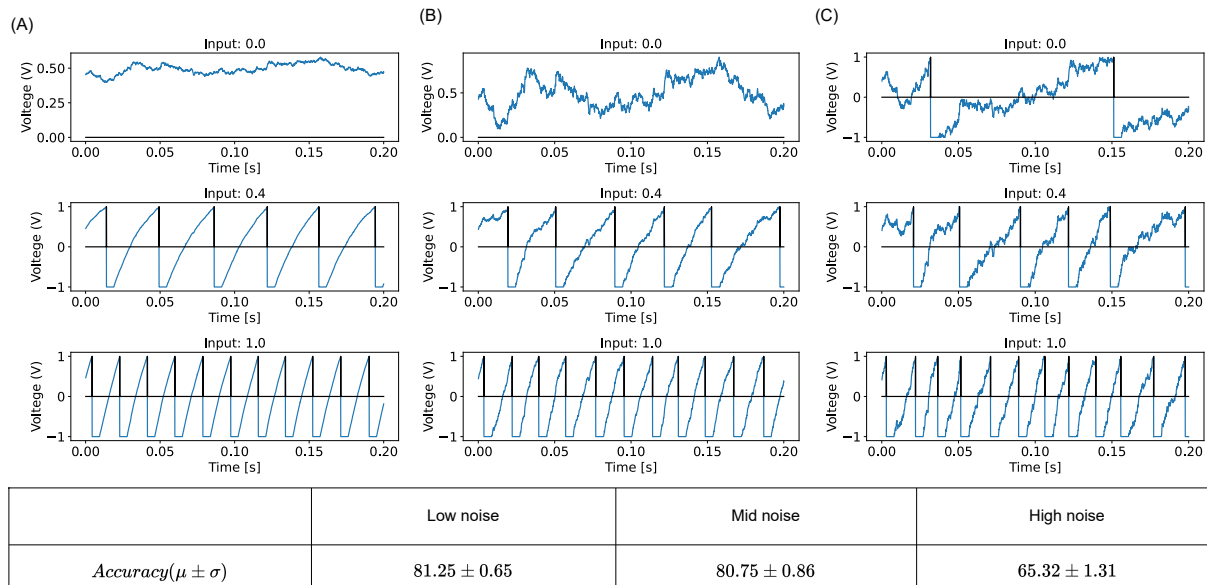 (A)
Input: 0.0
Voltege (V)
0.50
0.25
0.00
0.00 0.05 0.10 0.15 0.20
Time [s]
Input: 0.4
Voltege (V)
1
0
−1
0.00 0.05 0.10 0.15 0.20
Time [s]
Input: 1.0
Voltege (V)
1
0
−1
0.00 0.05 0.10 0.15 0.20
Time [s]
(B)
Input: 0.0
Voltege (V)
0.5
0.0
0.00 0.05 0.10 0.15 0.20
Time [s]
Input: 0.4
Voltege (V)
1
0
−1
0.00 0.05 0.10 0.15 0.20
Time [s]
Input: 1.0
Voltege (V)
1
0
−1
0.00 0.05 0.10 0.15 0.20
Time [s]
(C)
Input: 0.0
Voltege (V)
1
0
−1
0.00 0.05 0.10 0.15 0.20
Time [s]
Input: 0.4
Voltege (V)
1
0
−1
0.00 0.05 0.10 0.15 0.20
Time [s]
Input: 1.0
Voltege (V)
1
0
−1
0.00 0.05 0.10 0.15 0.20
Time [s]
Low noise Mid noise High noise
Accuracy(μ ± σ) 81.25 ± 0.65 80.75 ± 0.86 65.32 ± 1.31